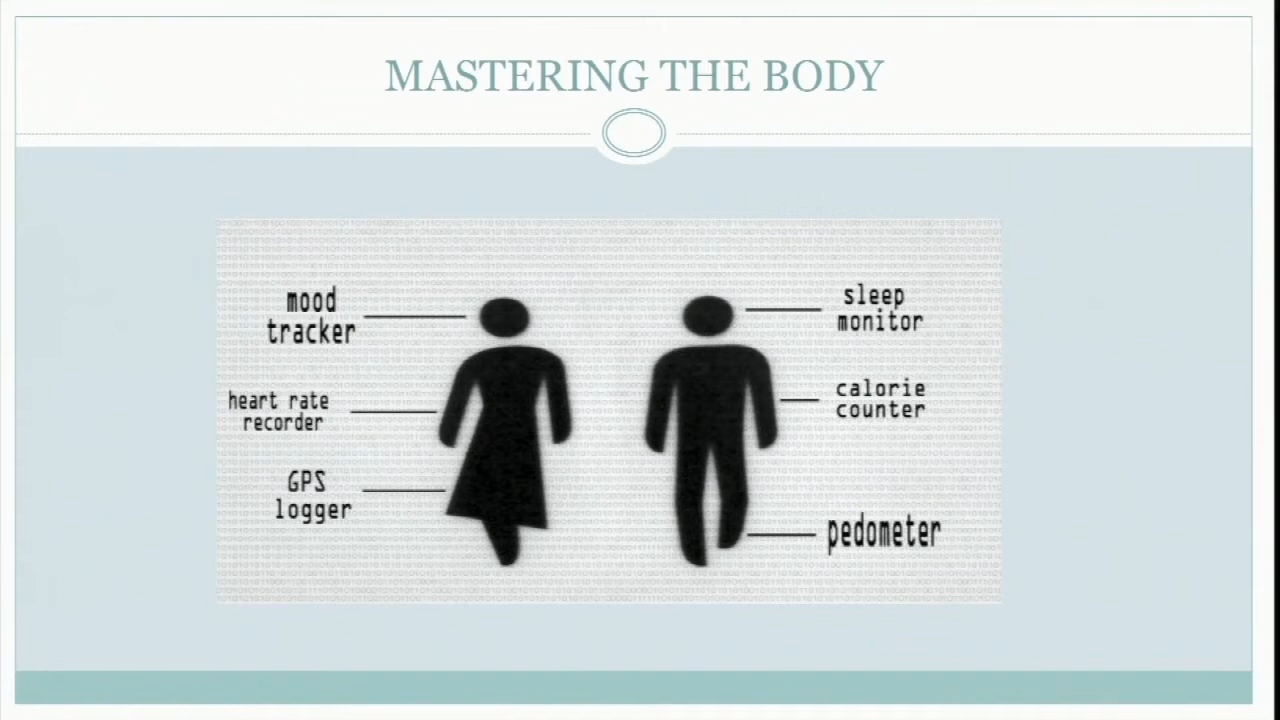 MASTERING THE BODY
mood
tracker
heart rate
recorder
GPS
logger
sleep
monitor
calorie
counter
pedometer